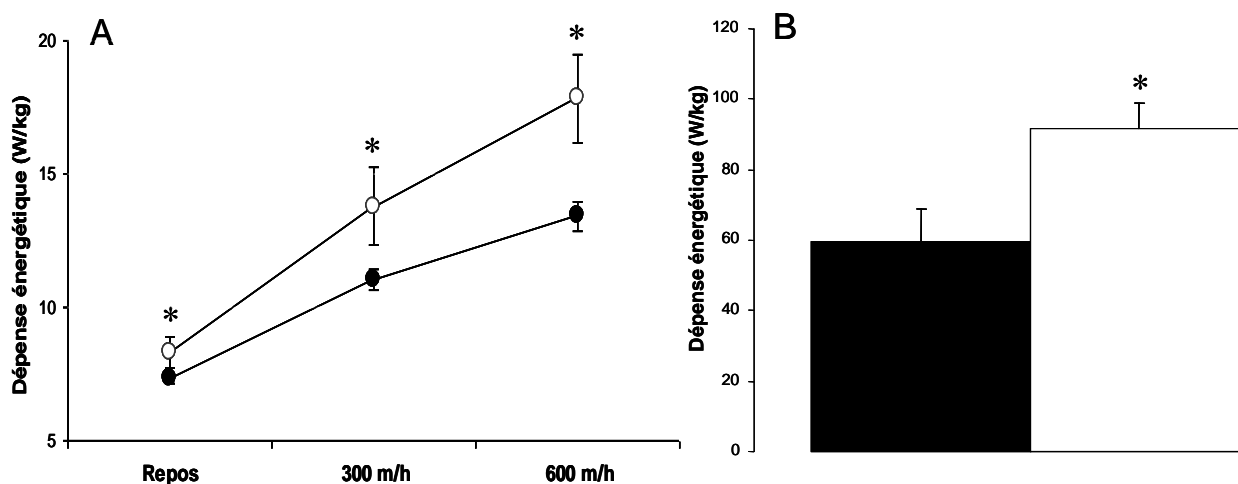 A
Dépense énergétique (W/kg)
20
15
10
5
*
*
*
Repos
300 m/h
600 m/h
B
Dépense énergétique (W/kg)
120
100
80
60
40
20
0
*